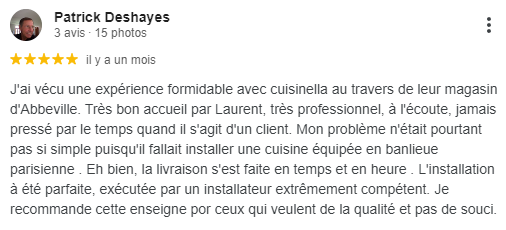 Patrick Deshayes
3 avis · 15 photos
★★★★★ il y a un mois
J'ai vécu une expérience formidable avec cuisinella au travers de leur magasin
d'Abbeville. Très bon accueil par Laurent, très professionnel, à l'écoute, jamais
pressé par le temps quand il s'agit d'un client. Mon problème n'était pourtant
pas si simple puisqu'il fallait installer une cuisine équipée en banlieue
parisienne . Eh bien, la livraison s'est faite en temps et en heure . L'installation
à été parfaite, exécutée par un installateur extrêmement compétent. Je
recommande cette enseigne por ceux qui veulent de la qualité et pas de souci.